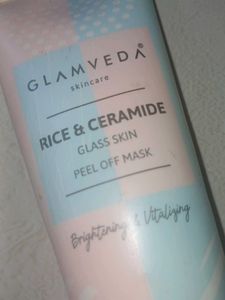 GLAMVEDA®
skincare
RICE & CERAMIDE
GLASS SKIN
PEEL OFF MASK
Brightening & Vitalizing